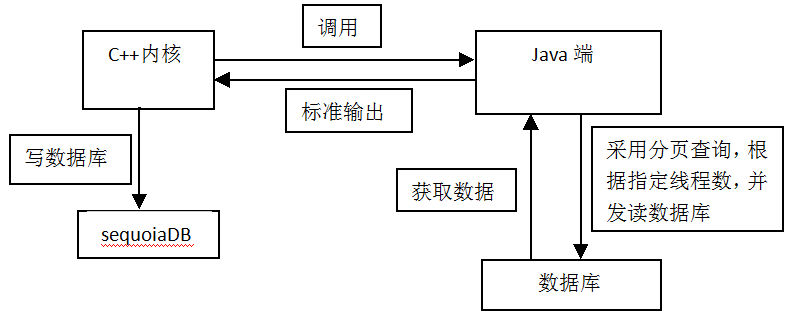 调用
C++内核
Java 端
标准输出
写数据库
采用分页查询，根
据指定线程数，并
发读数据库
获取数据
sequoiaDB
数据库